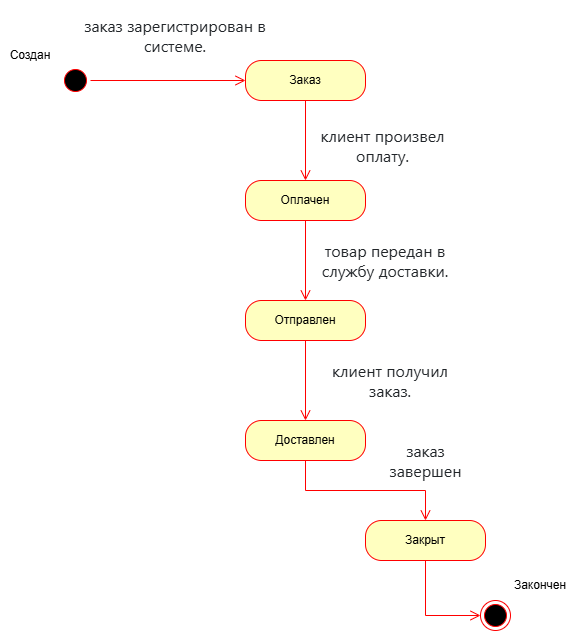 заказ зарегистрирован в
системе.
Создан
Заказ
клиент произвел
оплату.
Оплачен
товар передан в
службу доставки.
Отправлен
клиент получил
заказ.
Доставлен
заказ
завершен
Закрыт
Закончен